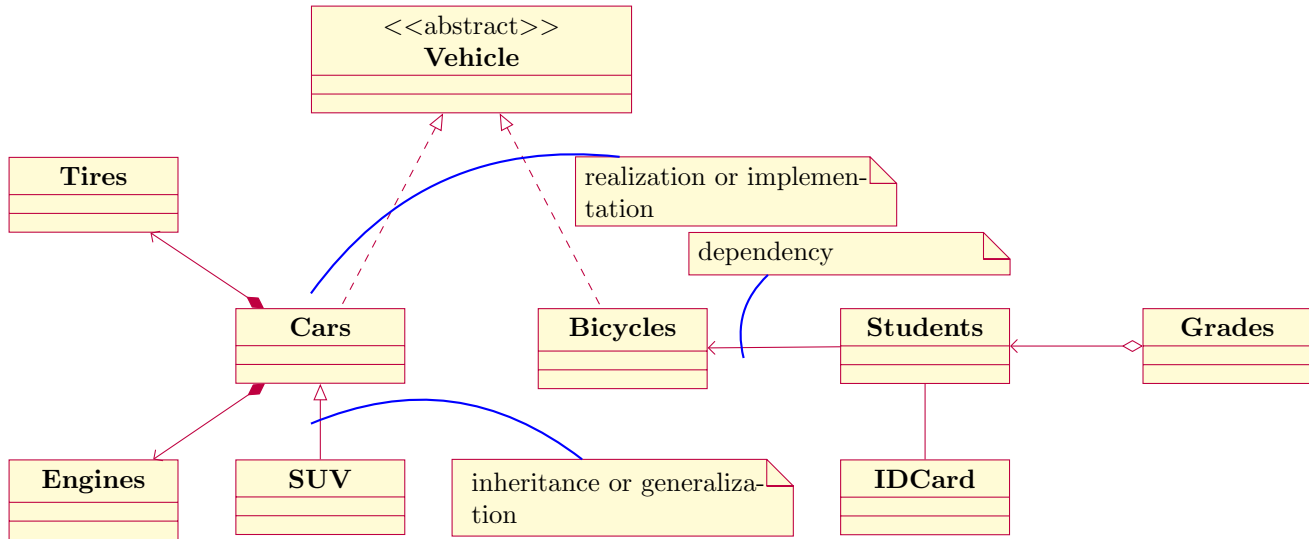 <<abstract>>
Vehicle
Tires
realization or implemen-
tation
dependency
Cars
Bicycles
Students
Grades
Engines
SUV
inheritance or generaliza-
tion
IDCard